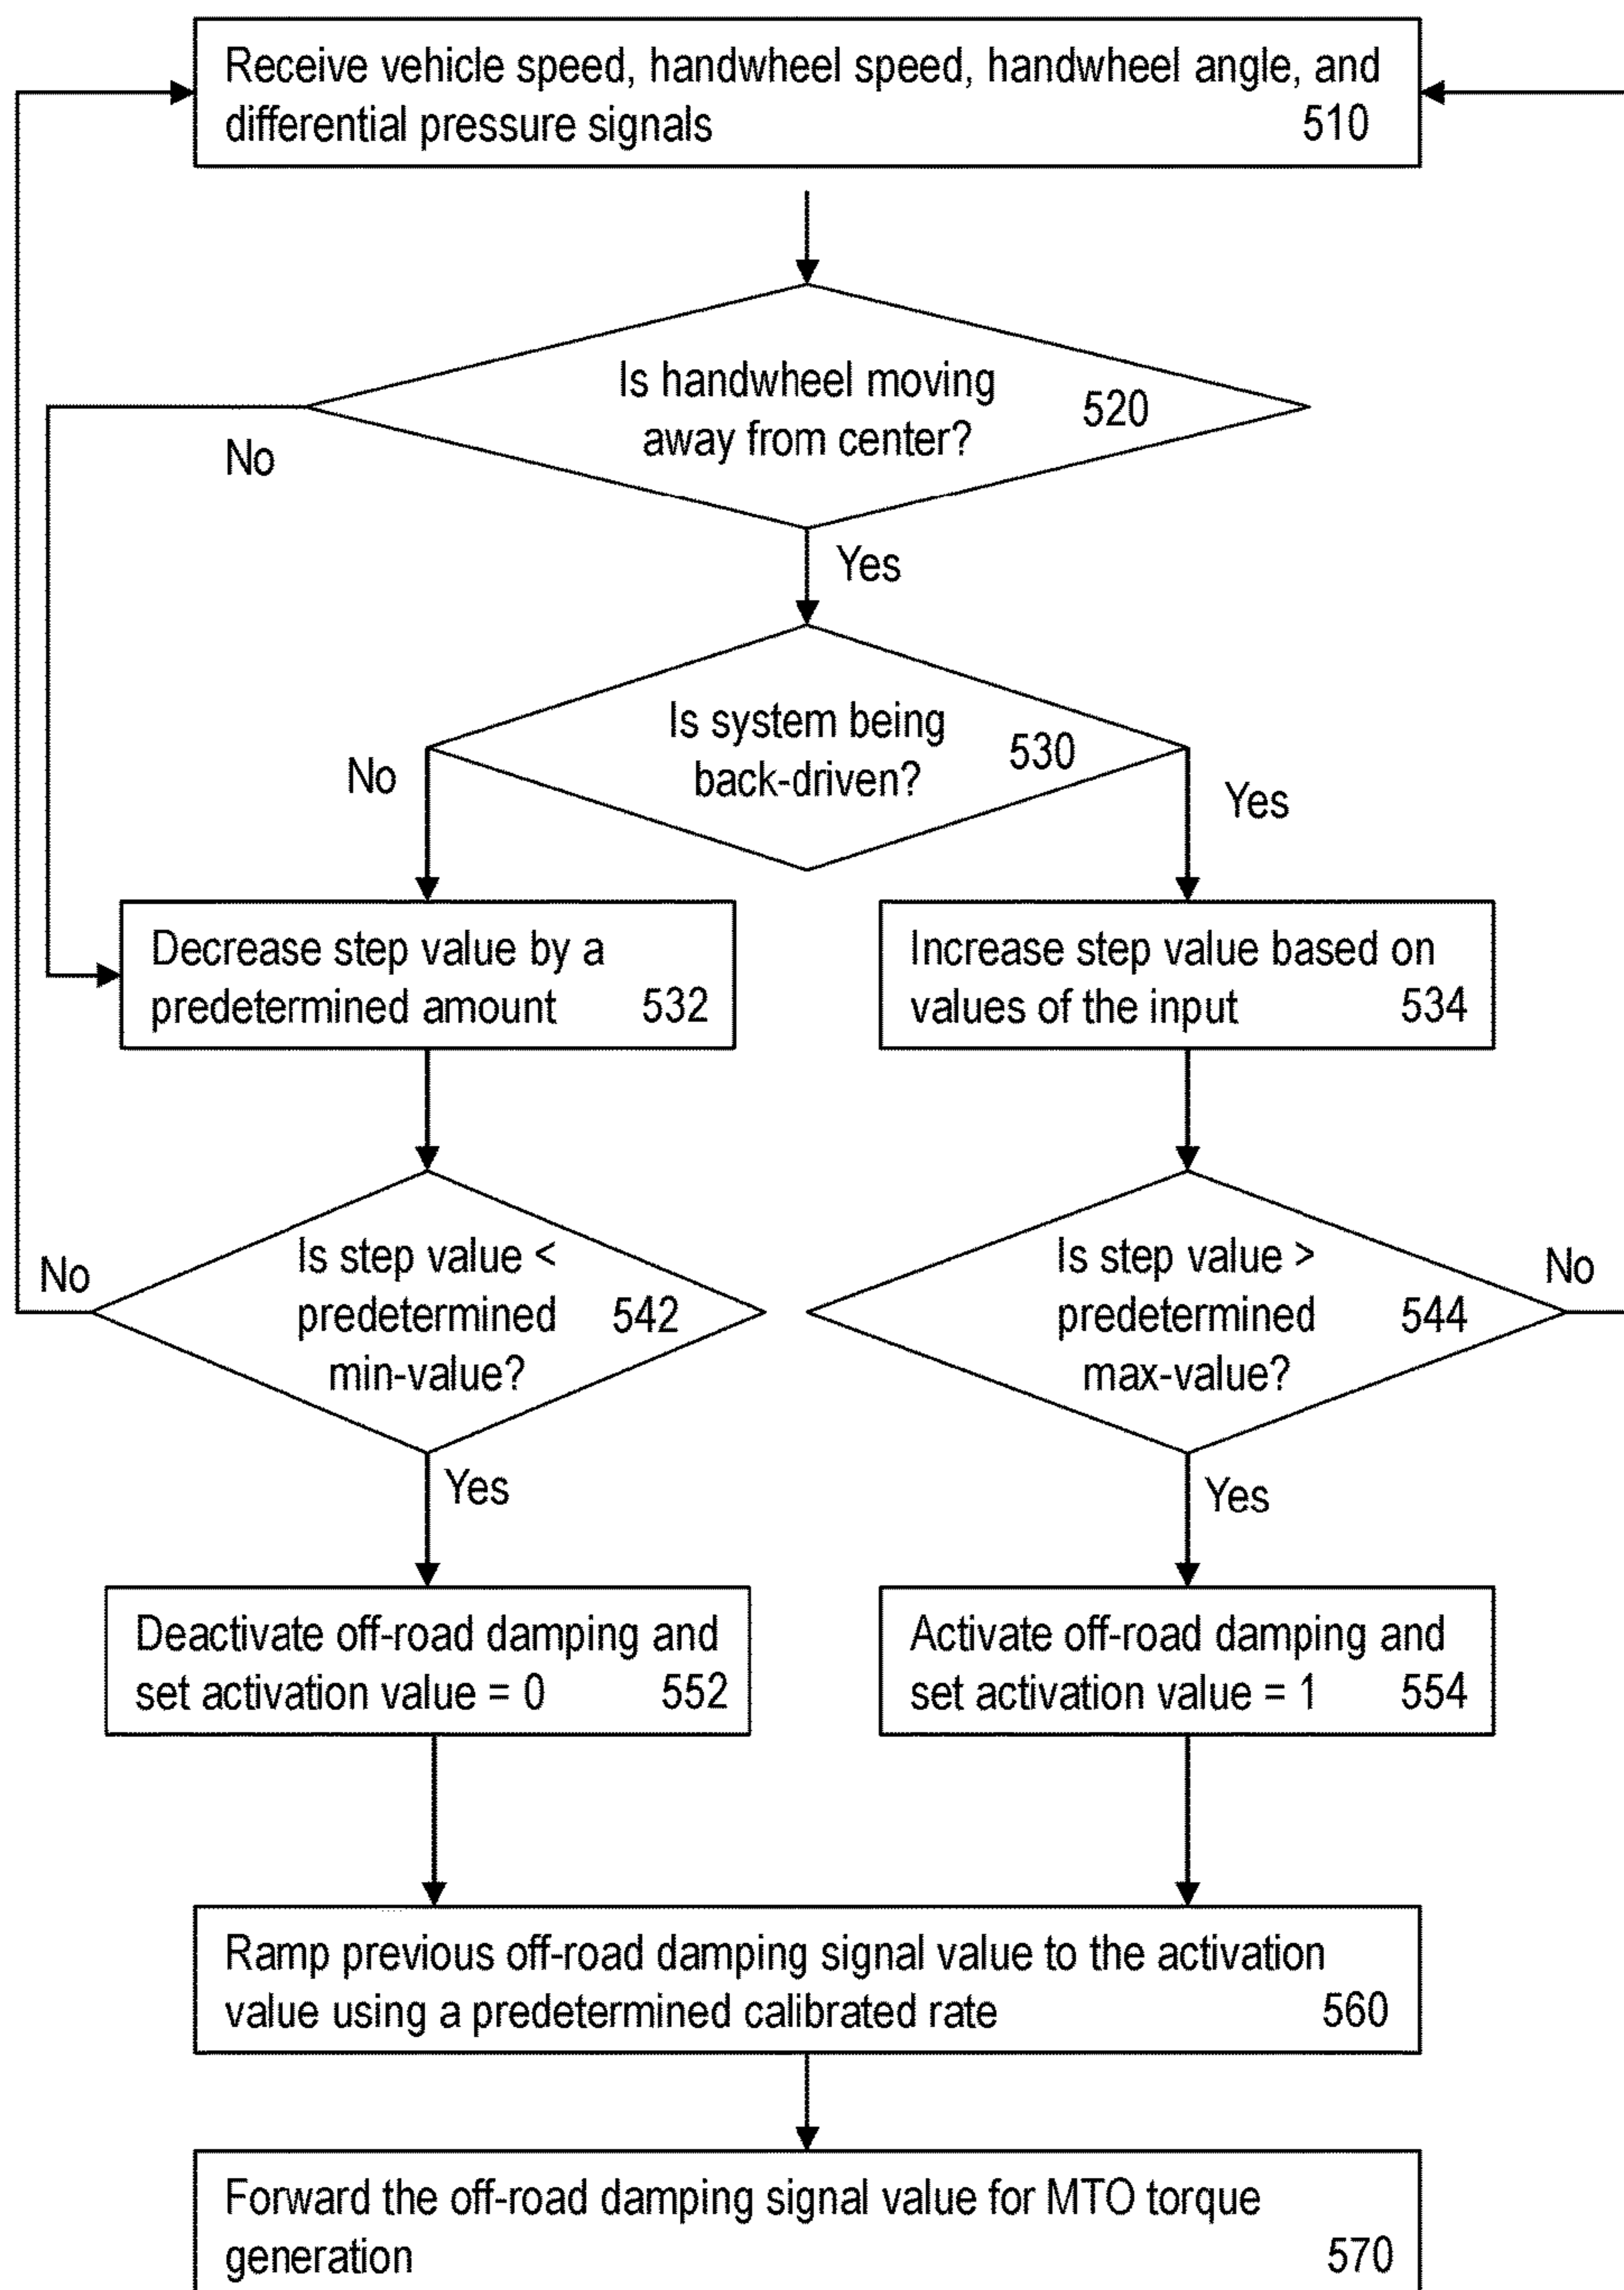 Receive vehicle speed, handwheel speed, handwheel angle, and
differential pressure signals 510
Is handwheel moving
away from center? 520
No
Yes
Is system being
back-driven? 530
No
Yes
Decrease step value by a
predetermined amount 532
Increase step value based on
values of the input 534
Is step value <
predetermined 542
min-value?
No
Is step value >
predetermined 544
max-value?
No
Yes
Yes
Deactivate off-road damping and
set activation value = 0 552
Activate off-road damping and
set activation value = 1 554
Ramp previous off-road damping signal value to the activation
value using a predetermined calibrated rate 560
Forward the off-road damping signal value for MTO torque
generation 570